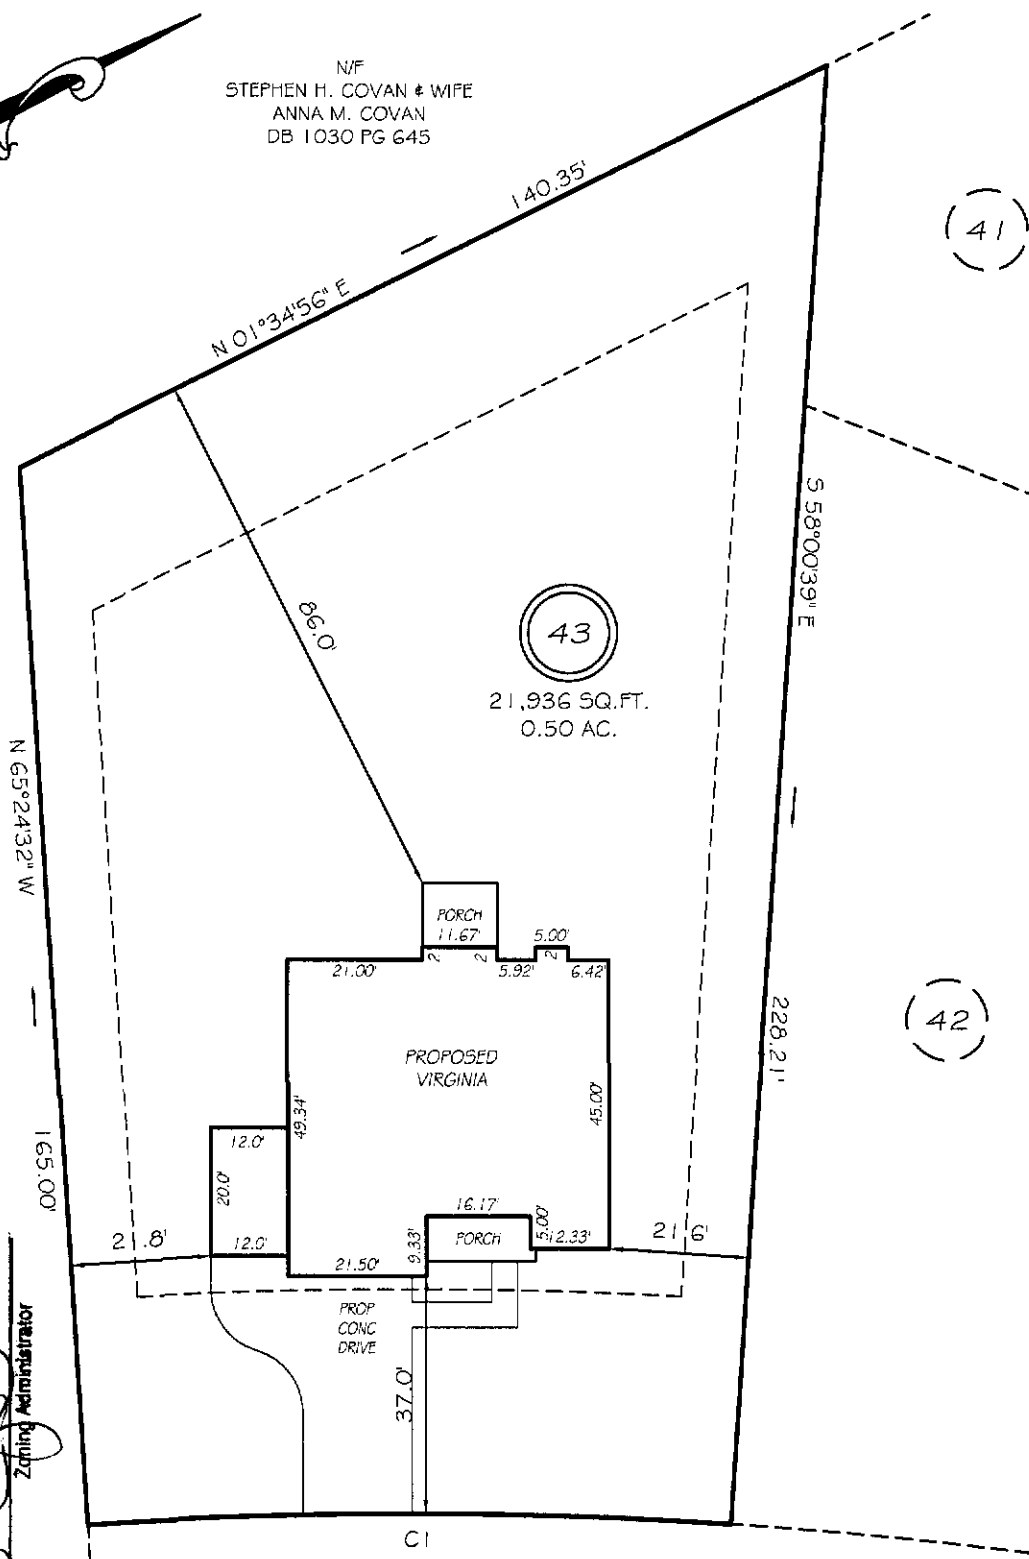 N/F
STEPHEN H. COVAN & WIFE
ANNA M. COVAN
DB 1030 PG 645
140.35'
N 01°34'56" E
41
S 58°00'39" E
86.0'
43
21,936 SQ.FT.
0.50 AC.
N 65°24'32" W
PORCH
11.67'
5.00'
2
2
2
21.00'
5.92'
6.42'
42
228.21'
PROPOSED
VIRGINIA
49.34'
45.00'
12.0'
165.00'
20.0'
16.17'
5.00'
21.8'
12.0'
9.33'
PORCH
12.33'
21.6'
21.50'
PROP
CONC
DRIVE
37.0'
Zoning Administrator
C1